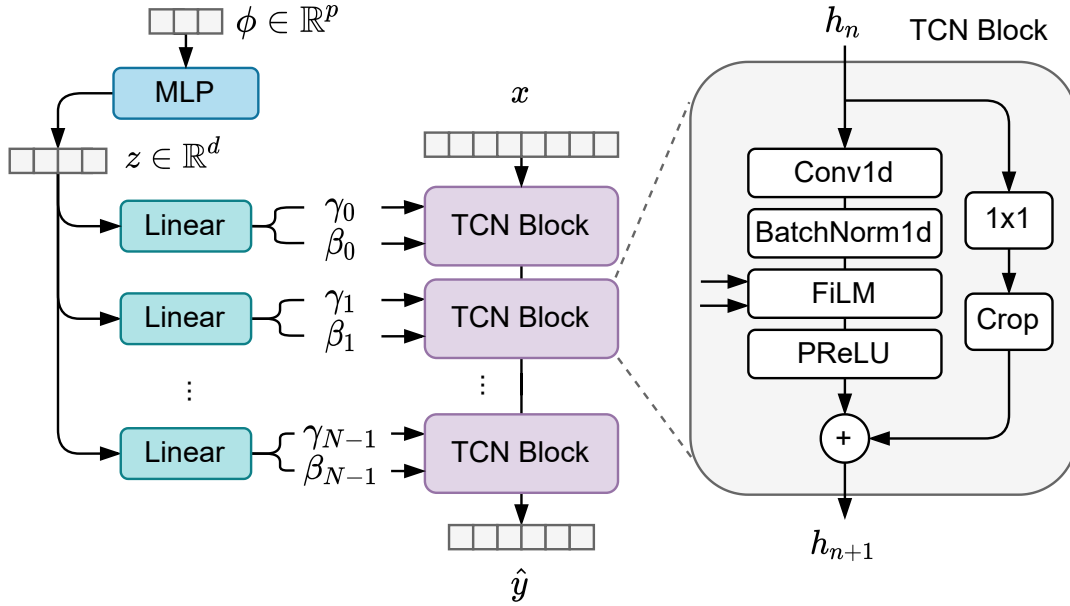 ϕ ∈ ℝ^p
MLP
z ∈ ℝ^d
Linear
γ_0
β_0
Linear
γ_1
β_1
⋮
Linear
γ_{N−1}
β_{N−1}
x
TCN Block
TCN Block
⋮
TCN Block
ŷ
h_n
TCN Block
Conv1d
BatchNorm1d
FiLM
PReLU
1x1
Crop
+
h_{n+1}